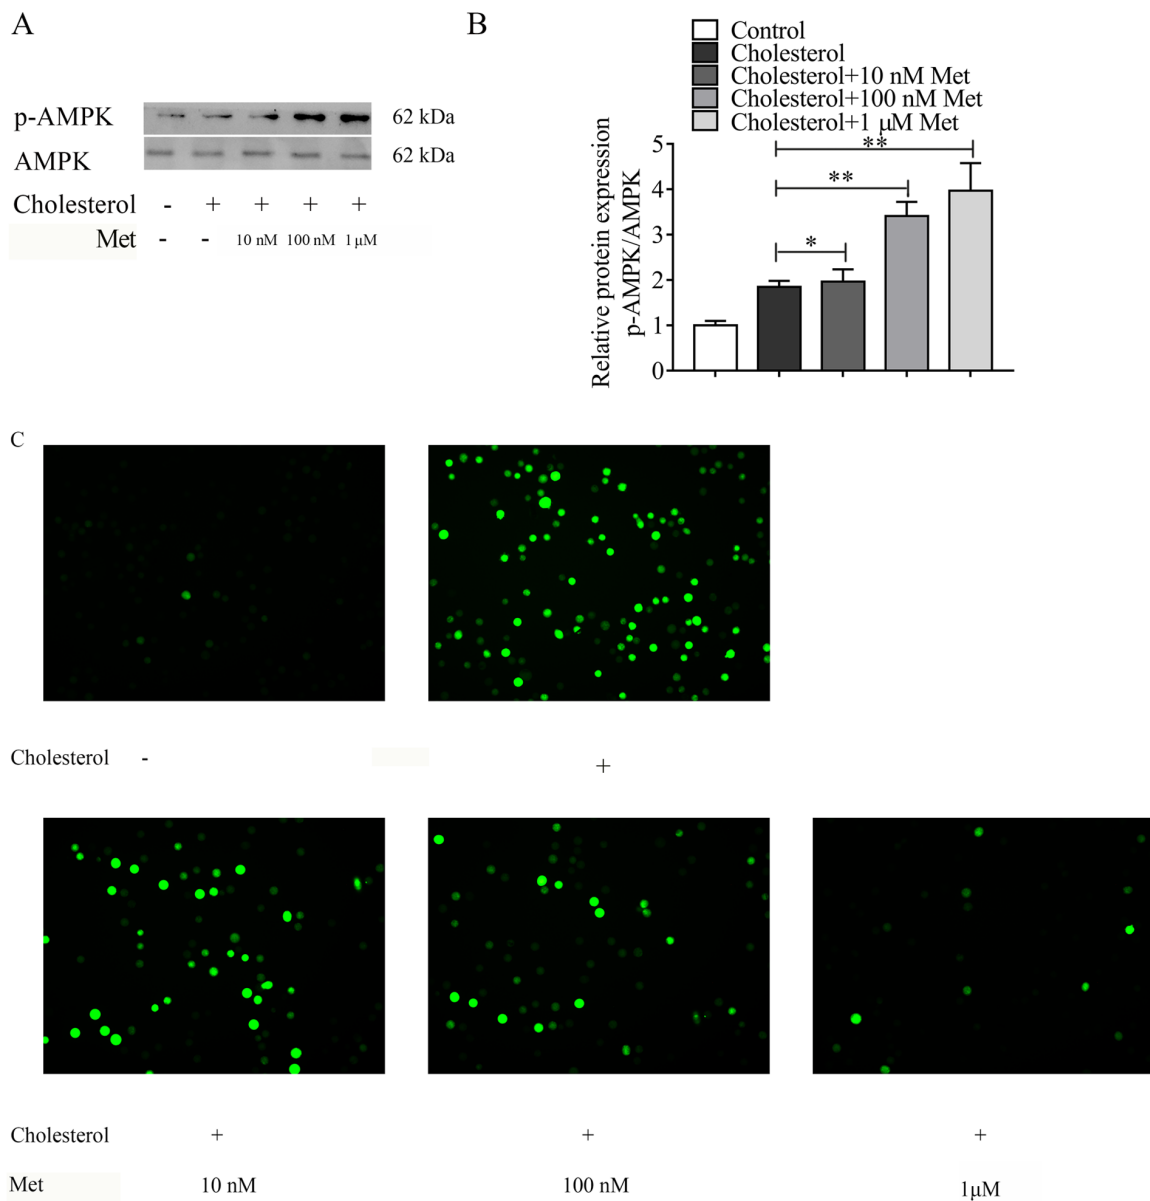 A
p-AMPK 62 kDa
AMPK 62 kDa
Cholesterol - + + + +
Met - - 10 nM 100 nM 1μM
B
Control
Cholesterol
Cholesterol+10 nM Met
Cholesterol+100 nM Met
Cholesterol+1 μM Met
Relative protein expression
p-AMPK/AMPK
5
4
3
2
1
0
**
**
*
C
Cholesterol - +
Cholesterol + + +
Met 10 nM 100 nM 1μM